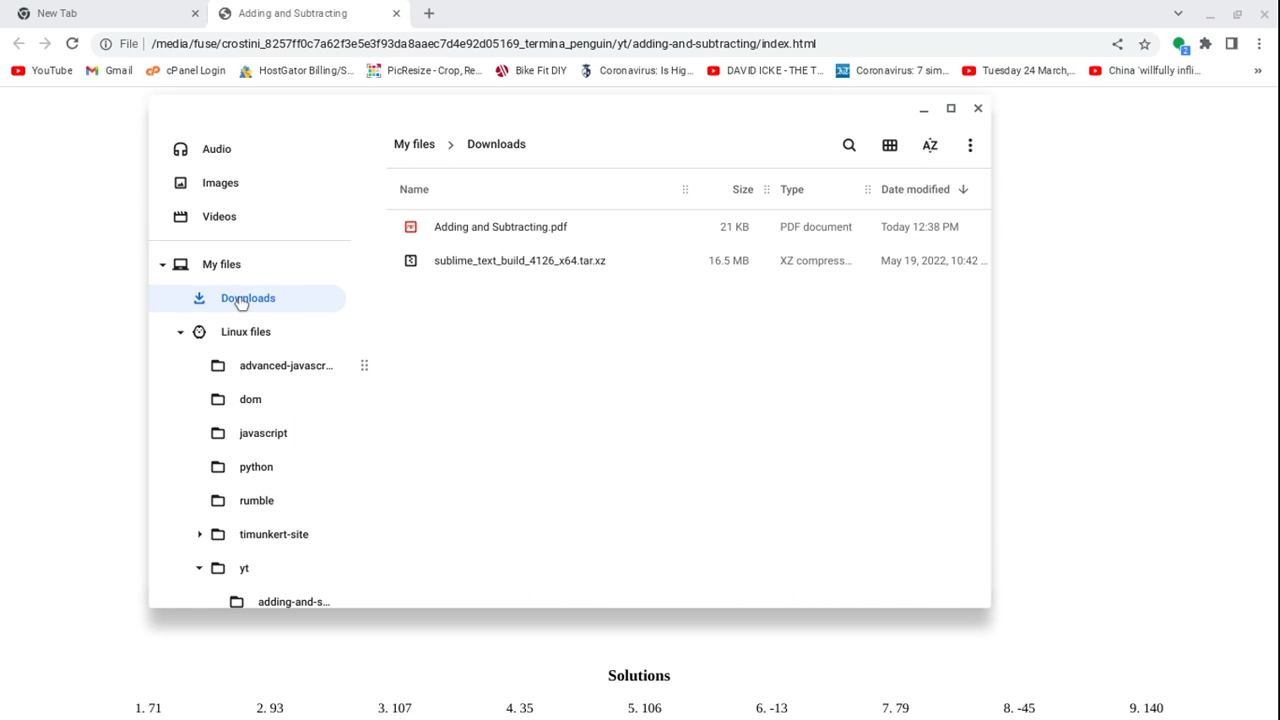 New Tab
Adding and Subtracting
File
/media/fuse/crostini_8257ff0c7a62f3e5e3f93da8aaec7d4e92d05169_termina_penguin/yt/adding-and-subtracting/index.html
2
YouTube
Gmail
cPanel Login
HostGator Billing/S...
PicResize - Crop, Re...
Bike Fit DIY
Coronavirus: Is Hig...
DAVID ICKE - THE T...
Coronavirus: 7 sim...
Tuesday 24 March,...
China 'willfully infli...
»
Audio
Images
Videos
My files
Downloads
Linux files
advanced-javascr...
dom
javascript
python
rumble
timunkert-site
yt
adding-and-s...
My files > Downloads
AZ
Name Size Type Date modified
Adding and Subtracting.pdf 21 KB PDF document Today 12:38 PM
sublime_text_build_4126_x64.tar.xz 16.5 MB XZ compress... May 19, 2022, 10:42 ...
Solutions
1. 71 2. 93 3. 107 4. 35 5. 106 6. -13 7. 79 8. -45 9. 140